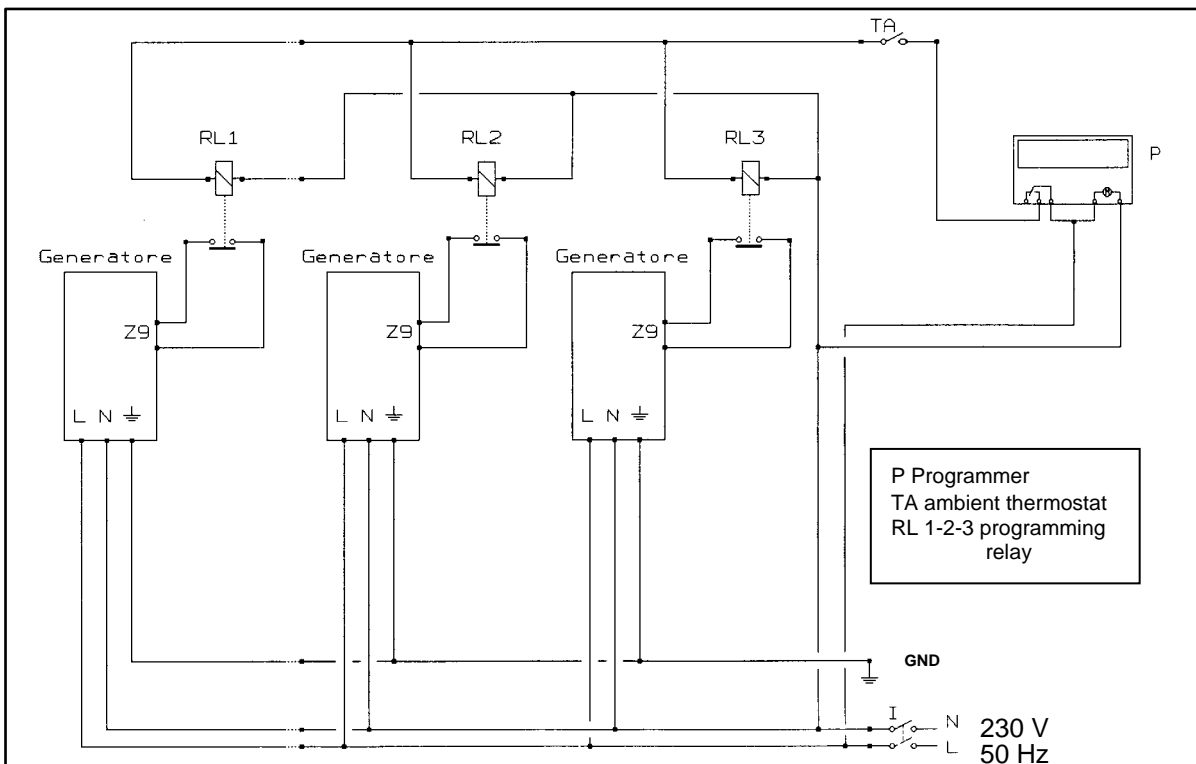 TA
RL1
RL2
RL3
P
M
Generatore
Generatore
Generatore
Z9
Z9
Z9
L N
L N
L N
P Programmer
TA ambient thermostat
RL 1-2-3 programming
relay
GND
I
N
230 V
L
50 Hz